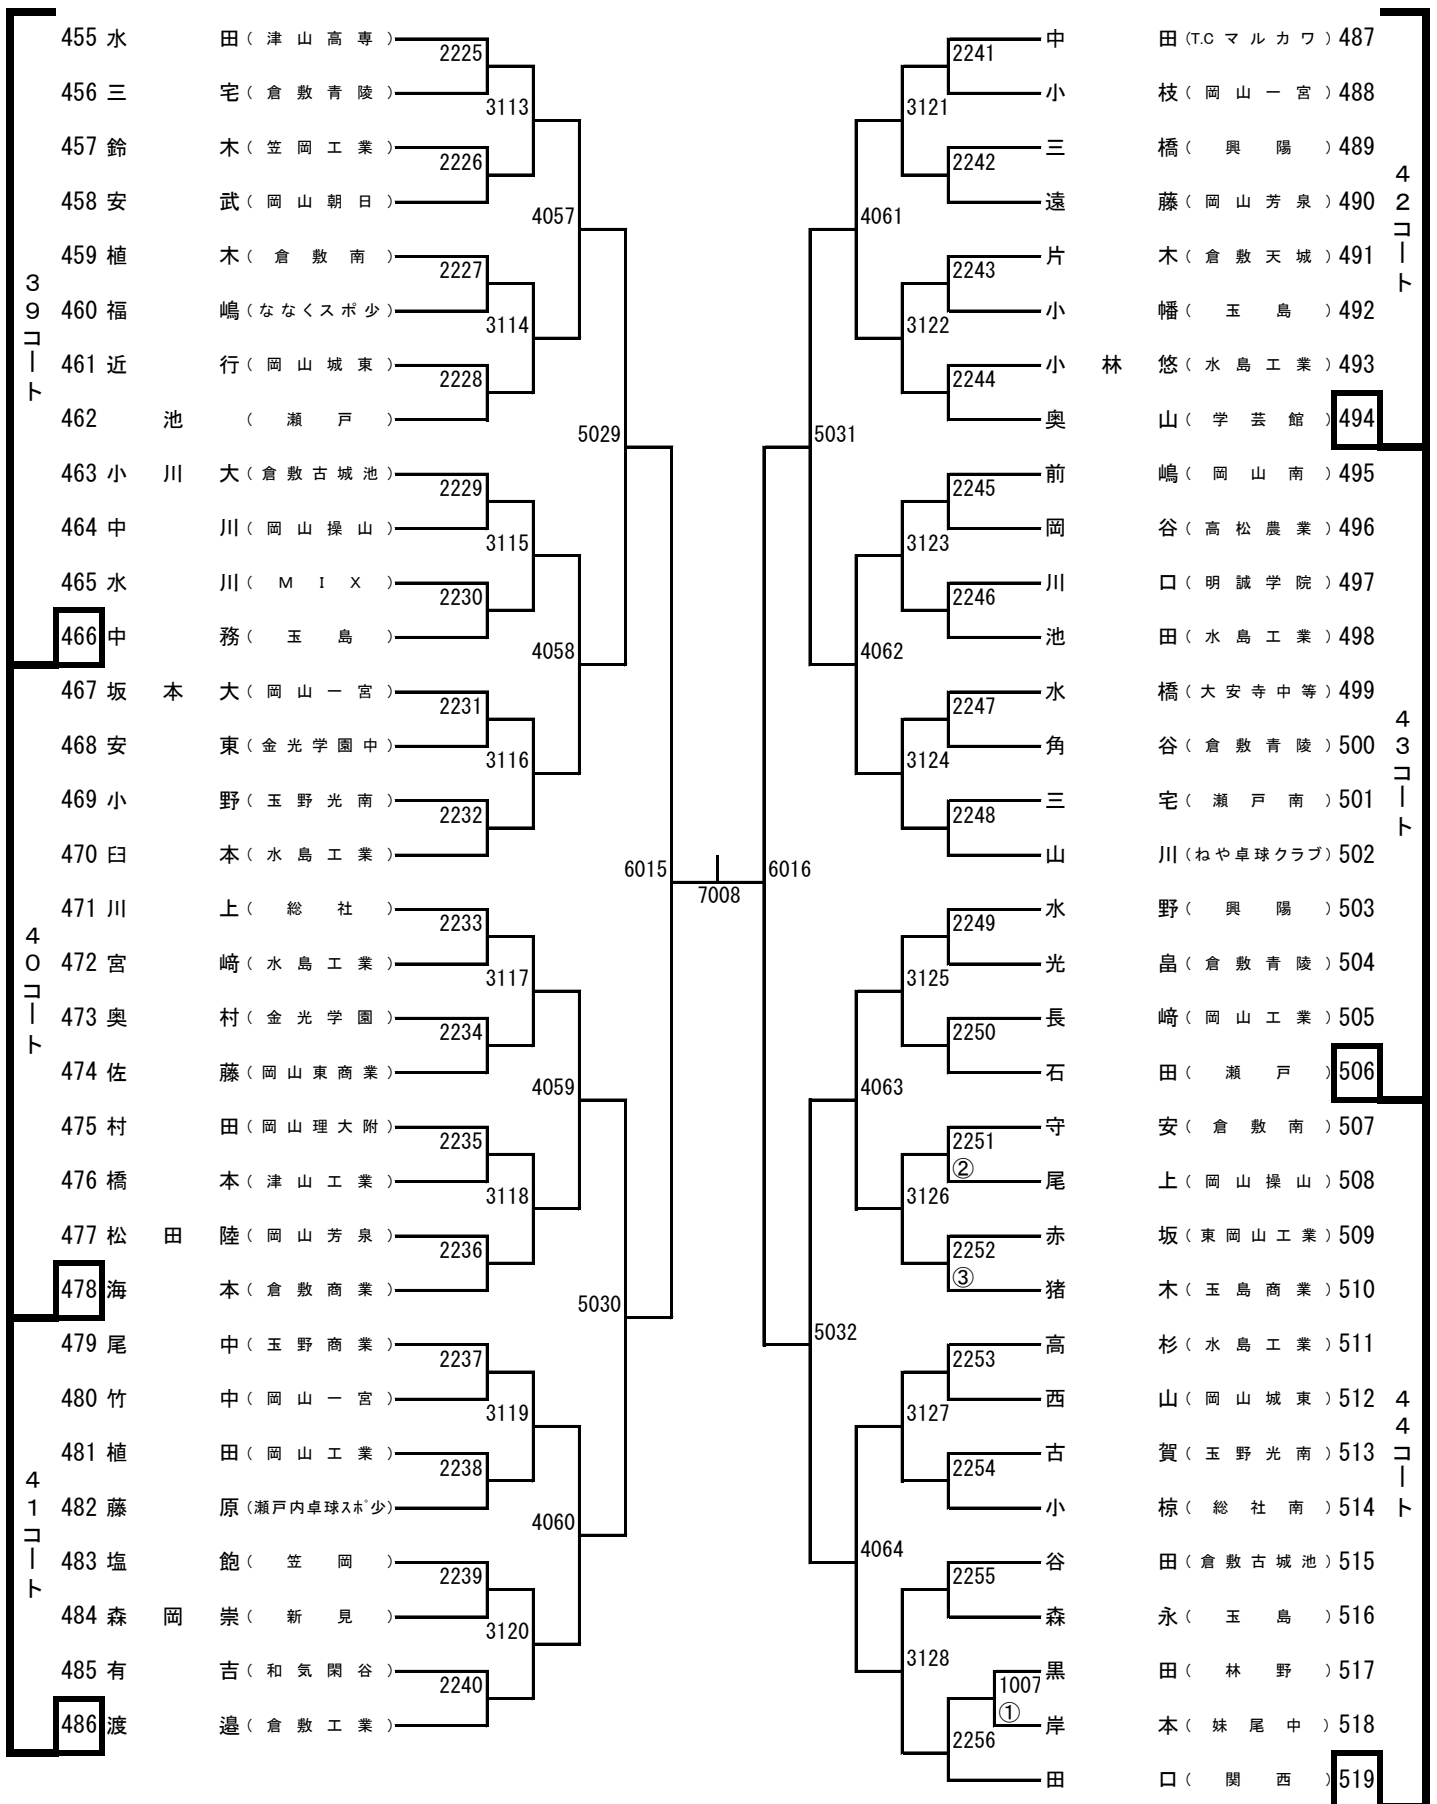 39コート
455 水田 (津山高専)
456 三宅 (倉敷青陵)
2225
457 鈴木 (笠岡工業)
458 安武 (岡山朝日)
2226
3113
459 植木 (倉敷南)
460 福嶋 (ななくスポ少)
2227
461 近行 (岡山城東)
462 池 (瀬戸)
2228
3114
4057
463 小川大 (倉敷古城池)
464 中川 (岡山操山)
2229
465 水川 (MIX)
466 中務 (玉島)
2230
3115
40コート
467 坂本大 (岡山一宮)
468 安東 (金光学園中)
2231
469 小野 (玉野光南)
470 臼本 (水島工業)
2232
3116
4058
5029
471 川上 (総社)
472 宮﨑 (水島工業)
2233
473 奥村 (金光学園)
474 佐藤 (岡山東商業)
2234
3117
475 村田 (岡山理大附)
476 橋本 (津山工業)
2235
477 松田陸 (岡山芳泉)
478 海本 (倉敷商業)
2236
3118
4059
41コート
479 尾中 (玉野商業)
480 竹中 (岡山一宮)
2237
481 植田 (岡山工業)
482 藤原 (瀬戸内卓球スポ少)
2238
3119
483 塩飽 (笠岡)
484 森岡崇 (新見)
2239
485 有吉 (和気閑谷)
486 渡邉 (倉敷工業)
2240
3120
4060
5030
6015
7008
6016
42コート
中田 (T.Cマルカワ) 487
小枝 (岡山一宮) 488
2241
三橋 (興陽) 489
遠藤 (岡山芳泉) 490
2242
3121
片木 (倉敷天城) 491
小幡 (玉島) 492
2243
小林悠 (水島工業) 493
奥山 (学芸館) 494
2244
3122
4061
43コート
前嶋 (岡山南) 495
岡谷 (高松農業) 496
2245
川口 (明誠学院) 497
池田 (水島工業) 498
2246
3123
水橋 (大安寺中等) 499
角谷 (倉敷青陵) 500
2247
三宅 (瀬戸南) 501
山川 (ねや卓球クラブ) 502
2248
3124
4062
5031
水野 (興陽) 503
光畠 (倉敷青陵) 504
2249
長﨑 (岡山工業) 505
石田 (瀬戸) 506
2250
3125
44コート
守安 (倉敷南) 507
尾上 (岡山操山) 508
2251
②
赤坂 (東岡山工業) 509
猪木 (玉島商業) 510
2252
③
3126
4063
高杉 (水島工業) 511
西山 (岡山城東) 512
2253
古賀 (玉野光南) 513
小椋 (総社南) 514
2254
3127
谷田 (倉敷古城池) 515
森永 (玉島) 516
2255
黒田 (林野) 517
岸本 (妹尾中) 518
1007
①
田口 (関西) 519
2256
3128
4064
5032